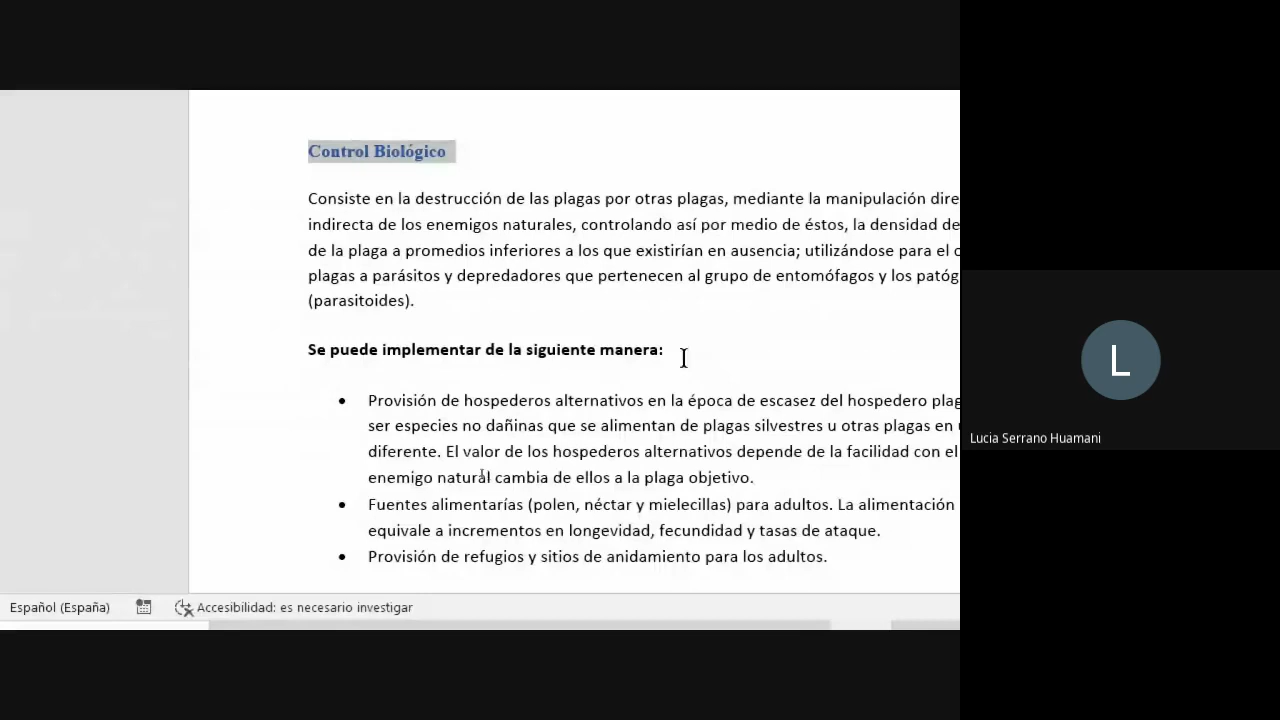 Control Biológico
Consiste en la destrucción de las plagas por otras plagas, mediante la manipulación dire
indirecta de los enemigos naturales, controlando así por medio de éstos, la densidad de
de la plaga a promedios inferiores a los que existirían en ausencia; utilizándose para el
plagas a parásitos y depredadores que pertenecen al grupo de entomófagos y los patóg
(parasitoides).
Se puede implementar de la siguiente manera:
• Provisión de hospederos alternativos en la época de escasez del hospedero plag
ser especies no dañinas que se alimentan de plagas silvestres u otras plagas en
diferente. El valor de los hospederos alternativos depende de la facilidad con el
enemigo natural cambia de ellos a la plaga objetivo.
• Fuentes alimentarías (polen, néctar y mielecillas) para adultos. La alimentación
equivale a incrementos en longevidad, fecundidad y tasas de ataque.
• Provisión de refugios y sitios de anidamiento para los adultos.
Español (España) Accesibilidad: es necesario investigar
L
Lucia Serrano Huamani